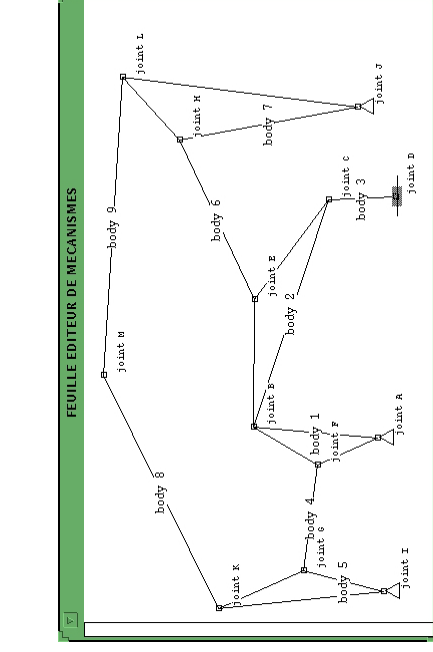 FEUILLE EDITEUR DE MECANISMES
body 9
joint M
joint L
body 8
joint H
body 6
joint K
body 7
joint B
joint E
body 2
body 4
body 1
joint G
joint F
body 5
joint C
body 3
joint J
joint A
joint I
joint D